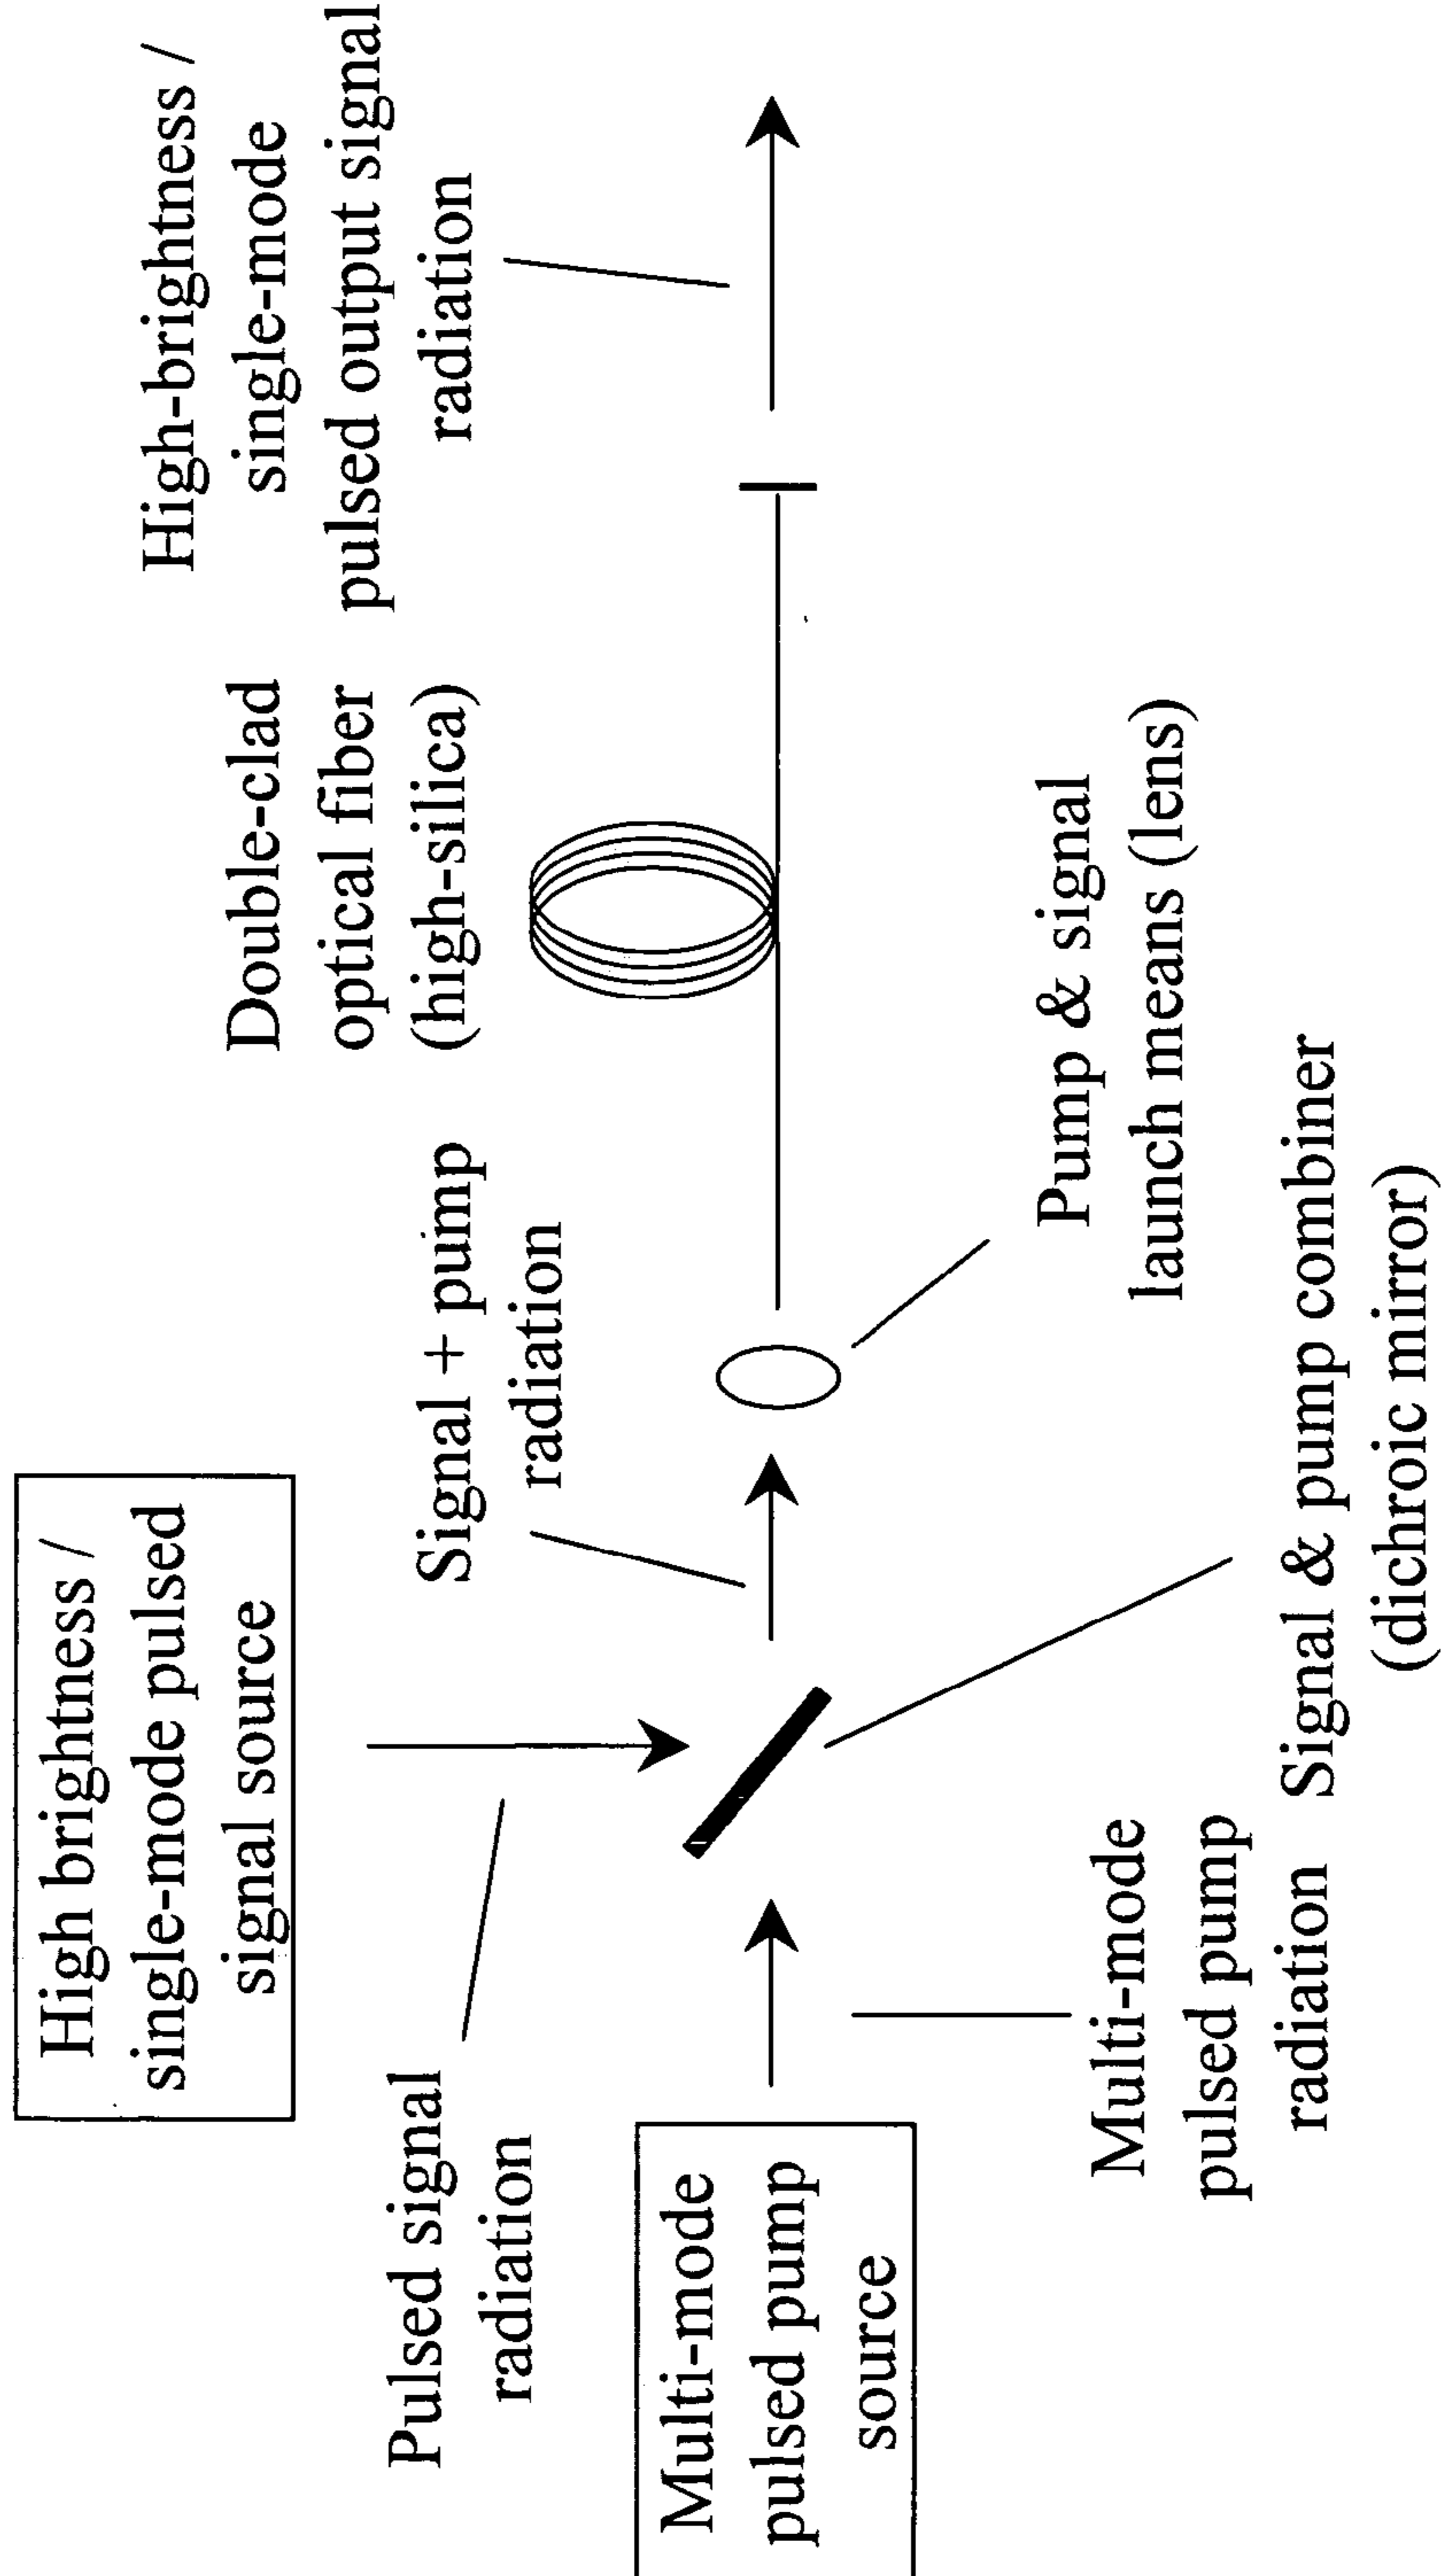 High brightness /
single-mode pulsed
signal source
Pulsed signal
radiation
Multi-mode
pulsed pump
source
Multi-mode
pulsed pump
radiation
Signal & pump combiner
(dichroic mirror)
Signal + pump
radiation
Pump & signal
launch means (lens)
Double-clad
optical fiber
(high-silica)
High-brightness /
single-mode
pulsed output signal
radiation